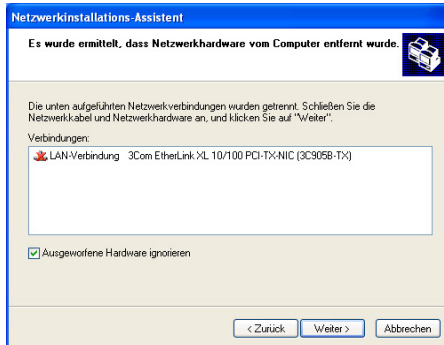 Netzwerkinstallations-Assistent
Es wurde ermittelt, dass Netzwerkhardware vom Computer entfernt wurde.
Die unten aufgeführten Netzwerkverbindungen wurden getrennt. Schließen Sie die
Netzwerkkabel und Netzwerkhardware an, und klicken Sie auf "Weiter".
Verbindungen:
LAN-Verbindung 3Com EtherLink XL 10/100 PCI-TX-NIC (3C905B-TX)
Ausgeworfene Hardware ignorieren
< Zurück Weiter > Abbrechen